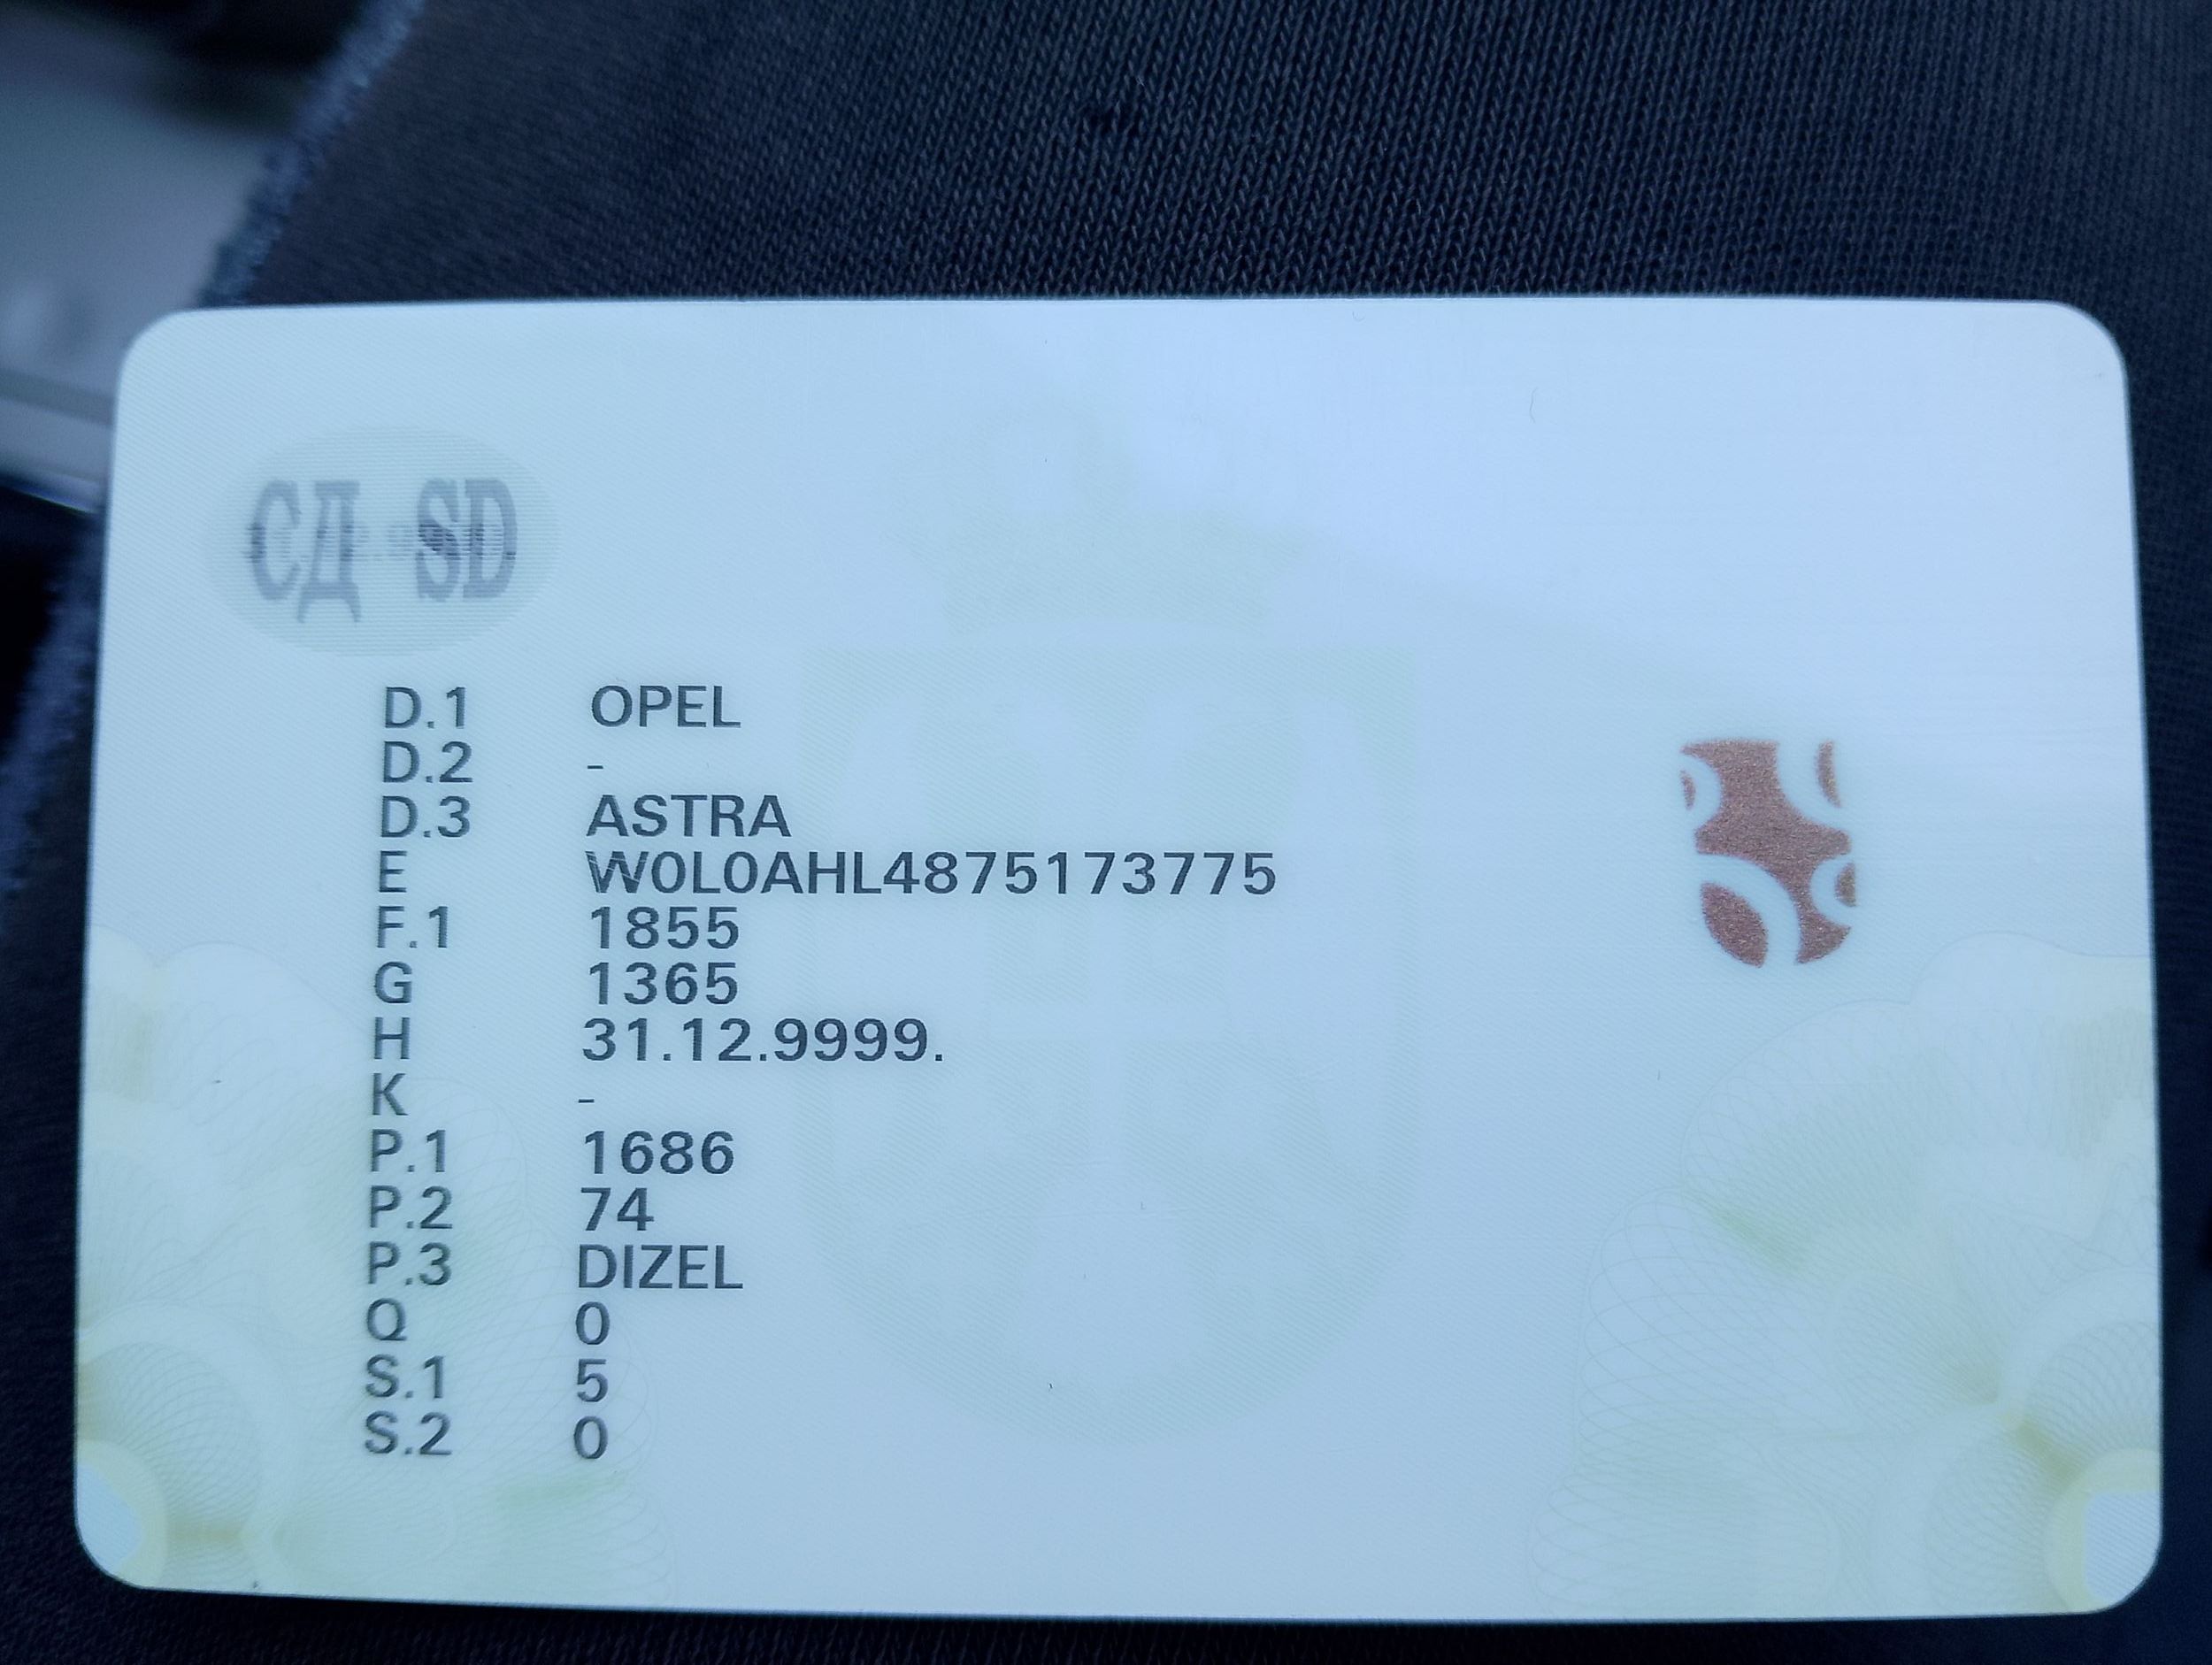 СД SD
D.1 OPEL
D.2 -
D.3 ASTRA
E W0L0AHL4875173775
F.1 1855
G 1365
H 31.12.9999.
K -
P.1 1686
P.2 74
P.3 DIZEL
Q 0
S.1 5
S.2 0